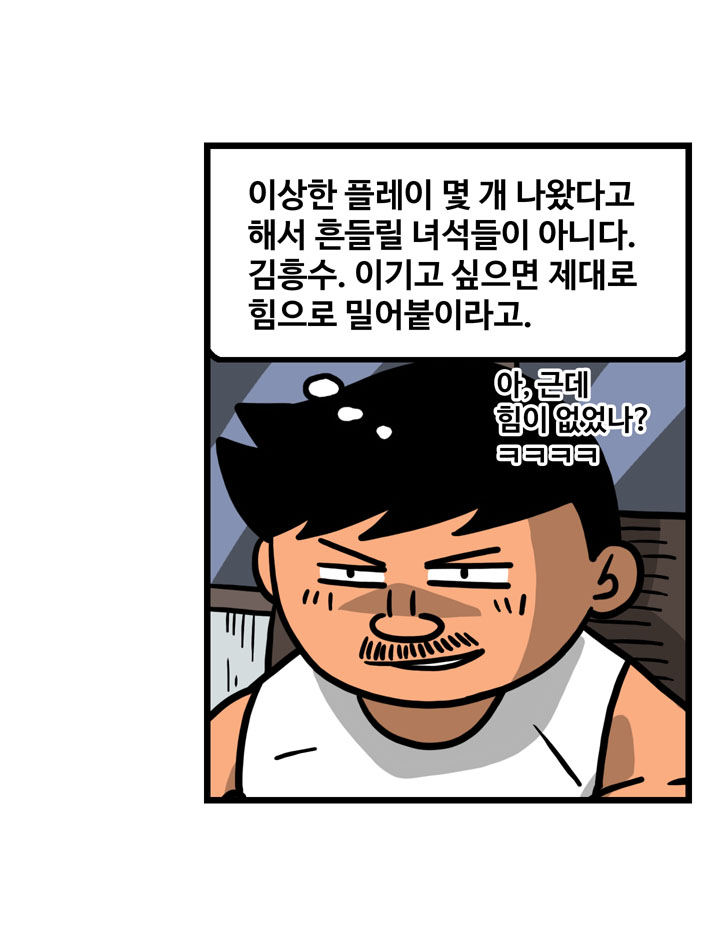 이상한 플레이 몇 개 나왔다고
해서 흔들릴 녀석들이 아니다.
김흥수. 이기고 싶으면 제대로
힘으로 밀어붙이라고.
아, 근데
힘이 없었나?
ㅋㅋㅋㅋ